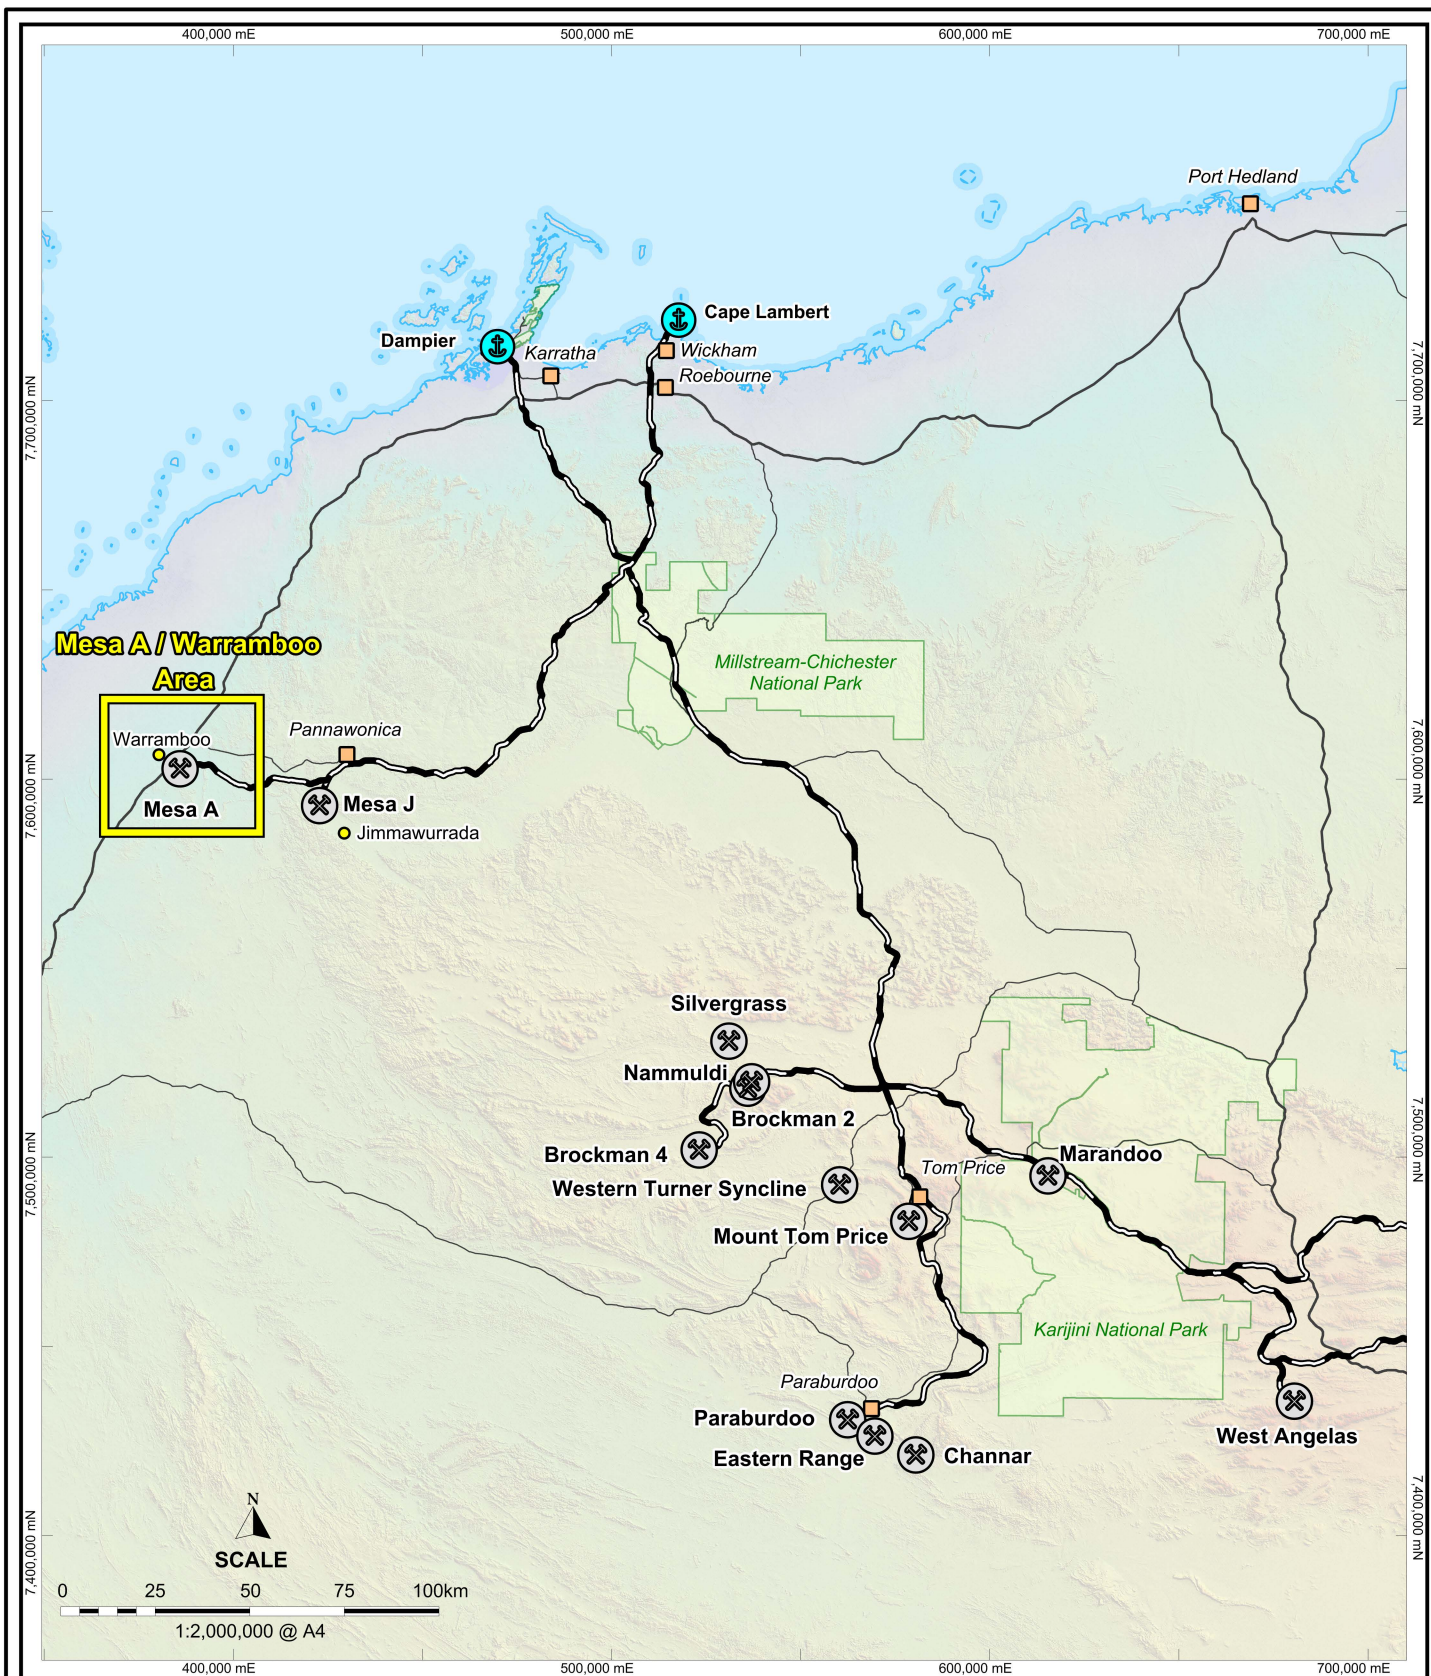 400,000 mE
500,000 mE
600,000 mE
700,000 mE
Port Hedland
Cape Lambert
Dampier
Karratha
Wickham
Roebourne
7,700,000 mN
7,700,000 mN
Mesa A / Warramboo
Area
Millstream-Chichester
National Park
Pannawonica
Warramboo
7,600,000 mN
7,600,000 mN
Mesa A
Mesa J
Jimmawurrada
Silvergrass
Nammuldi
Brockman 2
7,500,000 mN
7,500,000 mN
Brockman 4
Marandoo
Tom Price
Western Turner Syncline
Mount Tom Price
Karijini National Park
Paraburdoo
Paraburdoo
West Angelas
Eastern Range
Channar
7,400,000 mN
7,400,000 mN
N
SCALE
0 25 50 75 100km
1:2,000,000 @ A4
400,000 mE
500,000 mE
600,000 mE
700,000 mE